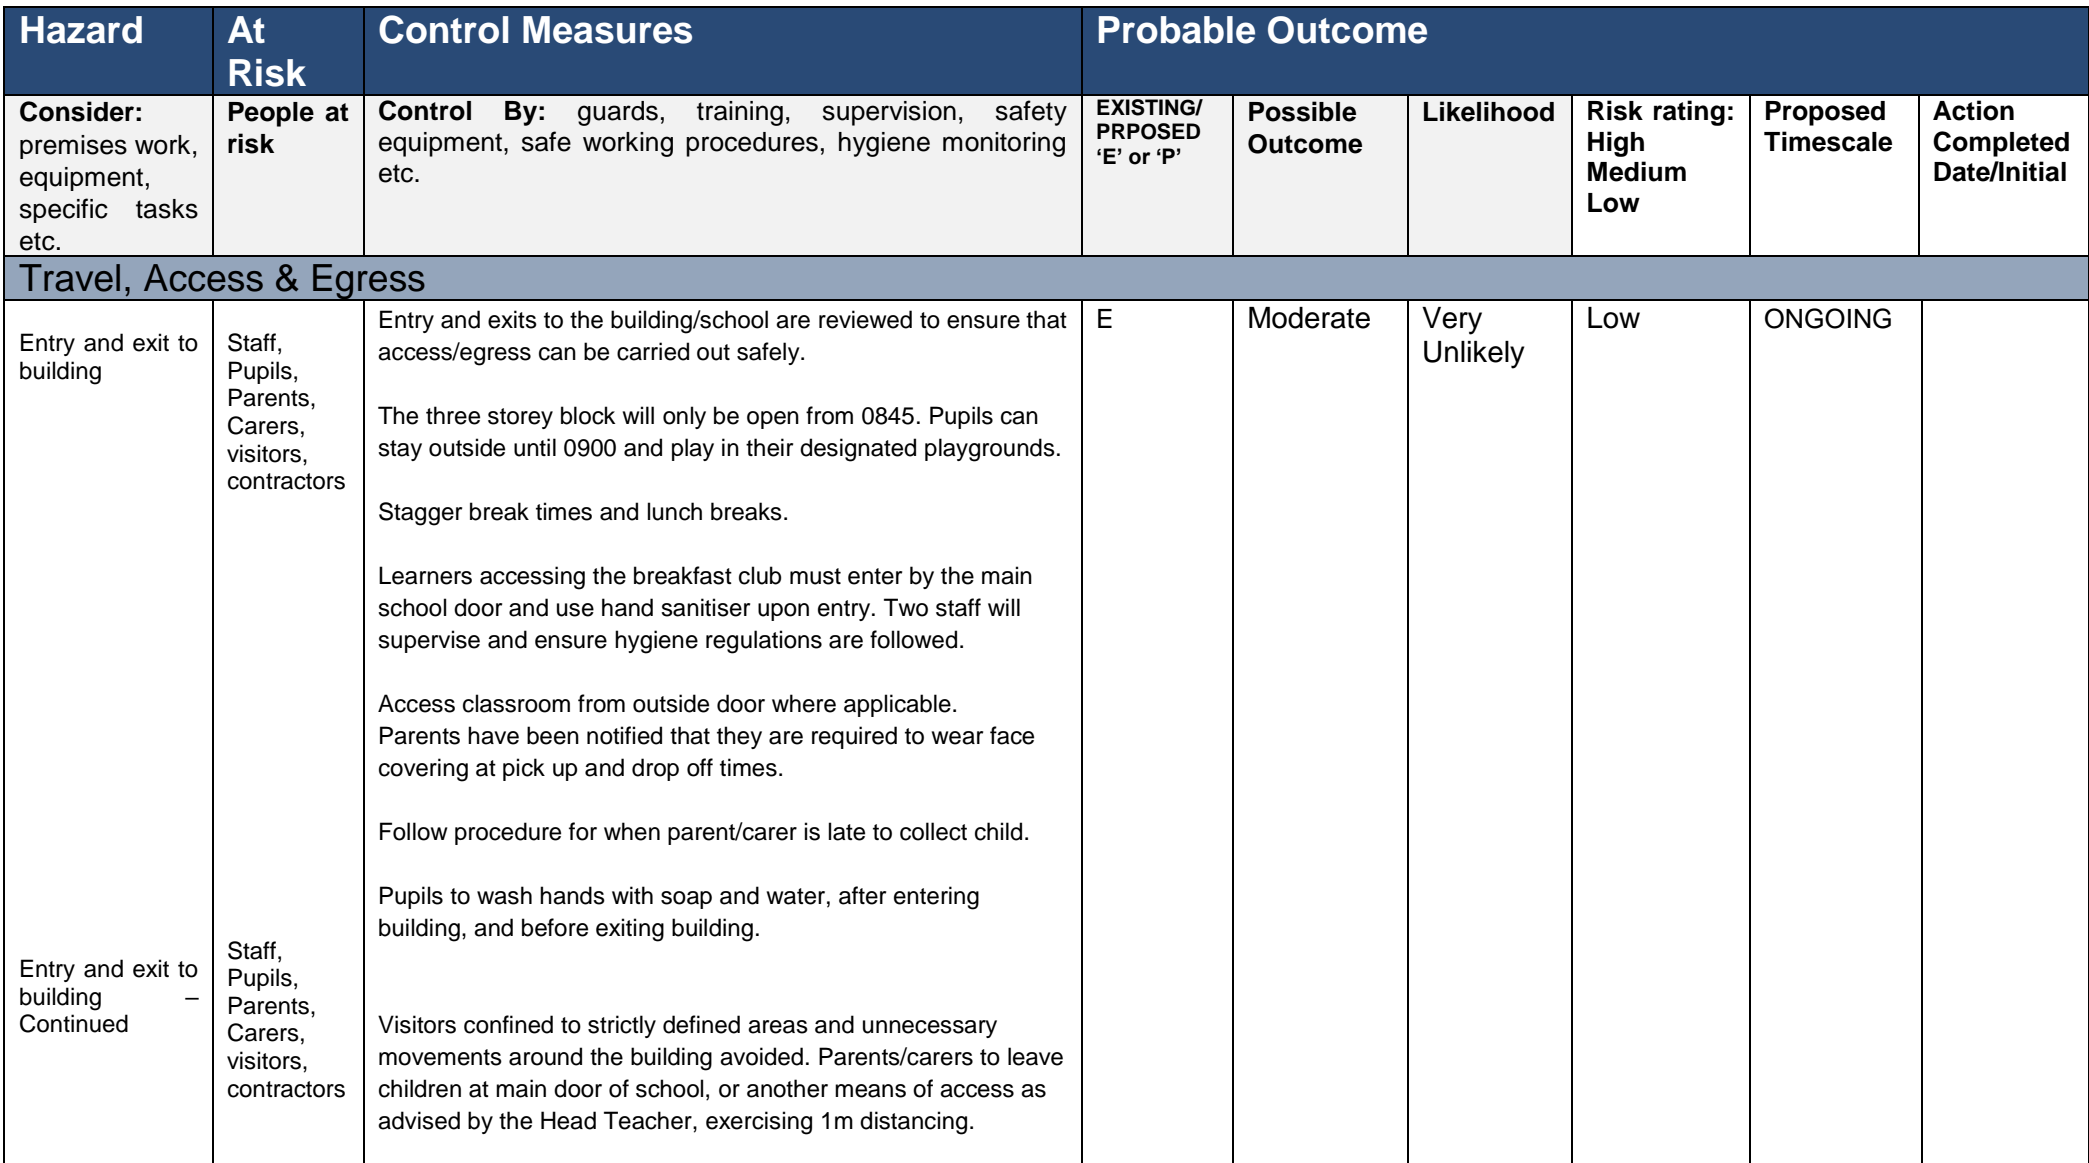 Hazard
At
Risk
Control Measures
Probable Outcome
Consider:
premises work,
equipment,
specific tasks
etc.
People at
risk
Control By: guards, training, supervision, safety
equipment, safe working procedures, hygiene monitoring
etc.
EXISTING/
PRPOSED
‘E’ or ‘P’
Possible
Outcome
Likelihood
Risk rating:
High
Medium
Low
Proposed
Timescale
Action
Completed
Date/Initial
Travel, Access & Egress
Entry and exit to
building
Staff,
Pupils,
Parents,
Carers,
visitors,
contractors
Entry and exits to the building/school are reviewed to ensure that
access/egress can be carried out safely.
The three storey block will only be open from 0845. Pupils can
stay outside until 0900 and play in their designated playgrounds.
Stagger break times and lunch breaks.
Learners accessing the breakfast club must enter by the main
school door and use hand sanitiser upon entry. Two staff will
supervise and ensure hygiene regulations are followed.
Access classroom from outside door where applicable.
Parents have been notified that they are required to wear face
covering at pick up and drop off times.
Follow procedure for when parent/carer is late to collect child.
Pupils to wash hands with soap and water, after entering
building, and before exiting building.
E
Moderate
Very
Unlikely
Low
ONGOING
Entry and exit to
building –
Continued
Staff,
Pupils,
Parents,
Carers,
visitors,
contractors
Visitors confined to strictly defined areas and unnecessary
movements around the building avoided. Parents/carers to leave
children at main door of school, or another means of access as
advised by the Head Teacher, exercising 1m distancing.